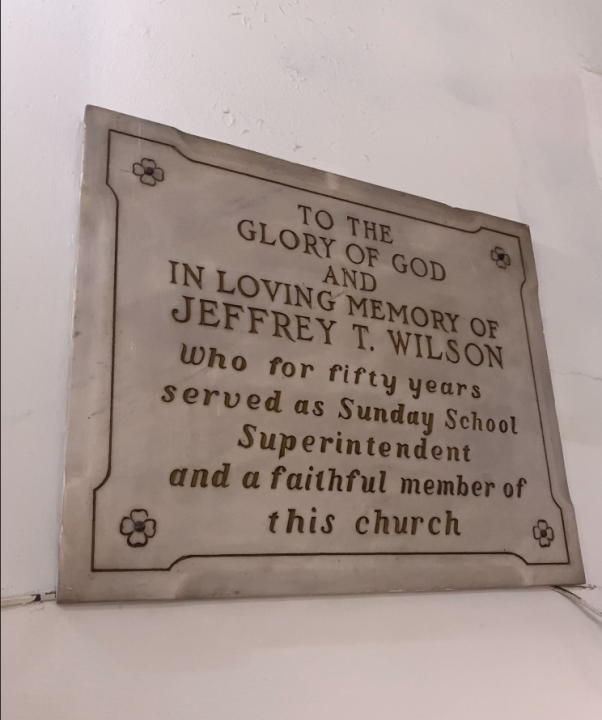 TO THE
GLORY OF GOD
AND
IN LOVING MEMORY OF
JEFFREY T. WILSON
Who for fifty years
served as Sunday School
Superintendent
and a faithful member of
this church